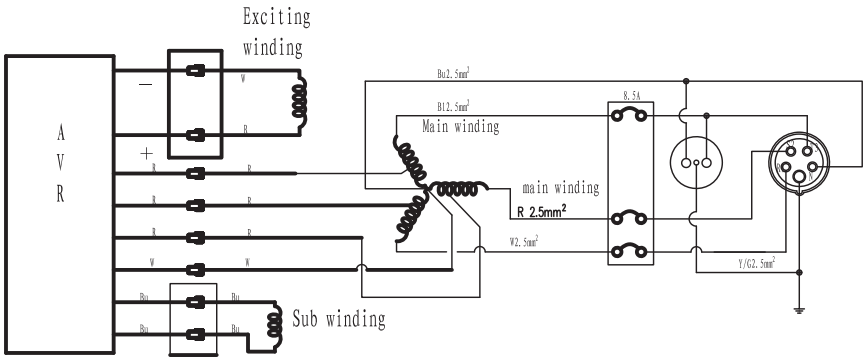 Exciting
winding
AVR
—
W
R
+
R R
R R
R R
W W
Bu Bu
Bu Bu
Sub winding
Bu2.5mm²
Bl2.5mm²
Main winding
main winding
R 2.5mm²
W2.5mm²
8.5A
Y/G2.5mm²
R
N